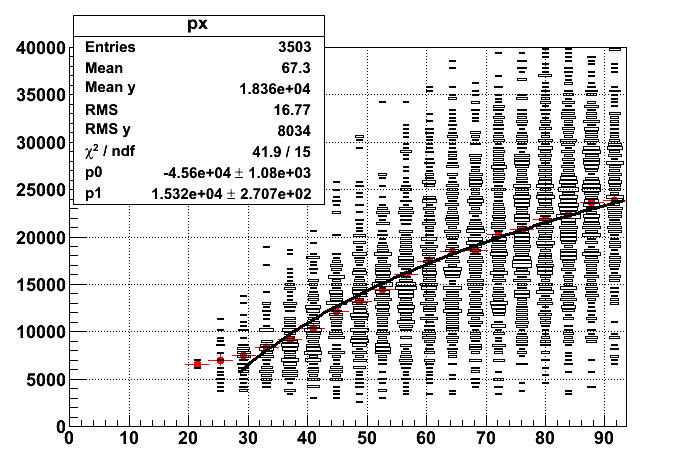 px
Entries 3503
Mean 67.3
Mean y 1.836e+04
RMS 16.77
RMS y 8034
χ² / ndf 41.9 / 15
p0 -4.56e+04 ± 1.08e+03
p1 1.532e+04 ± 2.707e+02
40000
35000
30000
25000
20000
15000
10000
5000
0
0 10 20 30 40 50 60 70 80 90